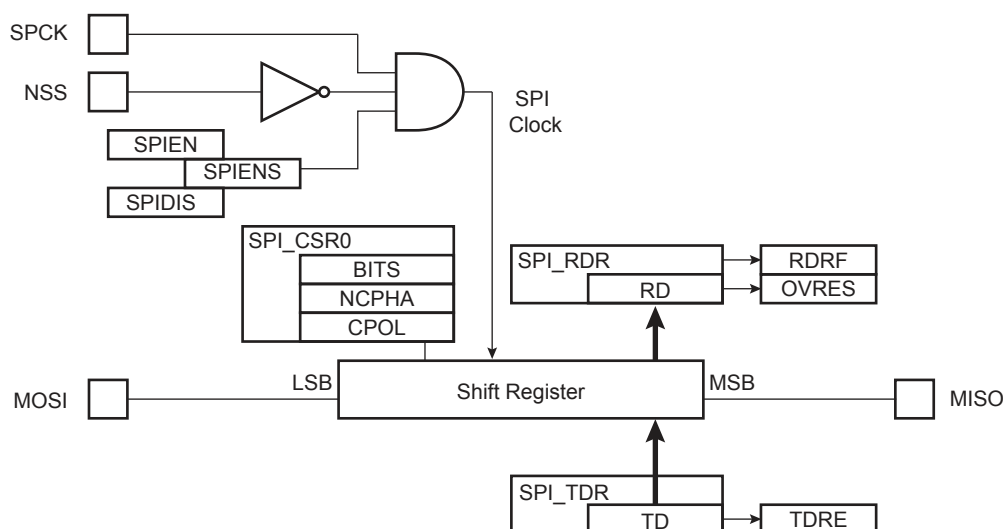 SPCK
NSS
SPI
Clock
SPIEN
SPIENS
SPIDIS
SPI_CSR0
BITS
NCPHA
CPOL
SPI_RDR
RD
RDRF
OVRES
MOSI
LSB
Shift Register
MSB
MISO
SPI_TDR
TD
TDRE